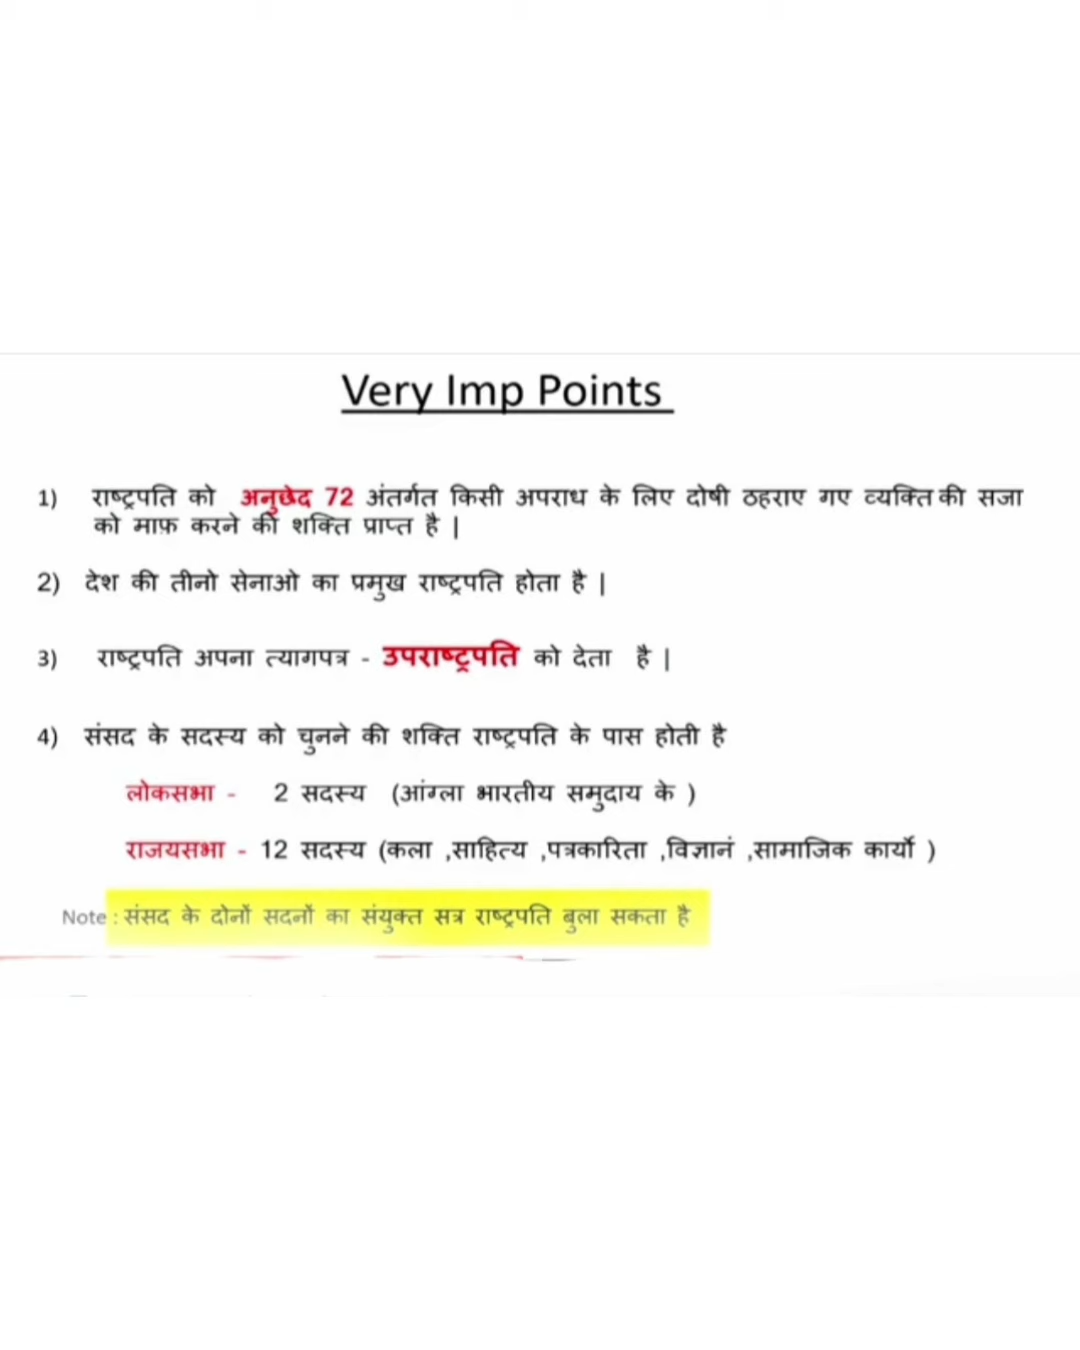 Very Imp Points
1) राष्ट्रपति को अनुछेद 72 अंतर्गत किसी अपराध के लिए दोषी ठहराए गए व्यक्ति की सजा
को माफ़ करने की शक्ति प्राप्त है |
2) देश की तीनो सेनाओ का प्रमुख राष्ट्रपति होता है |
3) राष्ट्रपति अपना त्यागपत्र - उपराष्ट्रपति को देता है |
4) संसद के सदस्य को चुनने की शक्ति राष्ट्रपति के पास होती है
लोकसभा - 2 सदस्य (आंग्ला भारतीय समुदाय के )
राजयसभा - 12 सदस्य (कला ,साहित्य ,पत्रकारिता ,विज्ञानं ,सामाजिक कार्यो )
Note : संसद के दोनों सदनों का संयुक्त सत्र राष्ट्रपति बुला सकता है